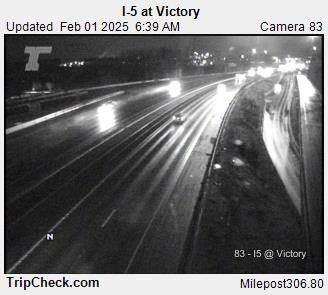 I-5 at Victory
Updated  Feb 01 2025  6:39 AM
Camera 83
T
N
83 - I5 @ Victory
TripCheck.com
Milepost306.80